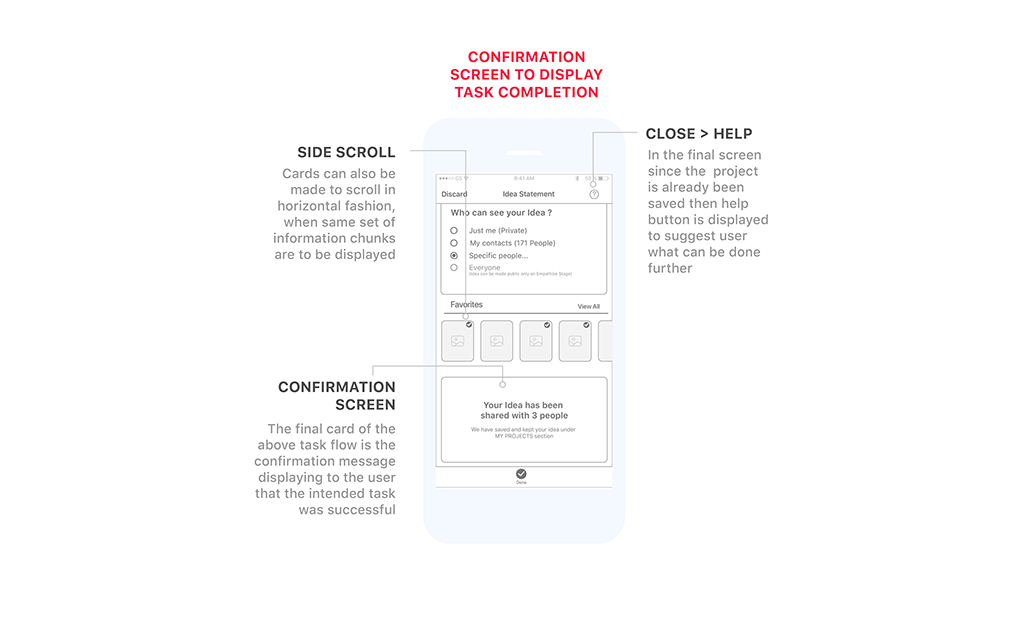 CONFIRMATION
SCREEN TO DISPLAY
TASK COMPLETION
SIDE SCROLL
Cards can also be
made to scroll in
horizontal fashion,
when same set of
information chunks
are to be displayed
CLOSE > HELP
In the final screen
since the project
is already been
saved then help
button is displayed
to suggest user
what can be done
further
9:41 AM
Discard Idea Statement ?
Who can see your Idea ?
Just me (Private)
My contacts (171 People)
Specific people...
Everyone
(Idea can be made public only on Empathize Stage)
Favorites View All
CONFIRMATION
SCREEN
The final card of the
above task flow is the
confirmation message
displaying to the user
that the intended task
was successful
Your Idea has been
shared with 3 people
We have saved and kept your idea under
MY PROJECTS section
Done